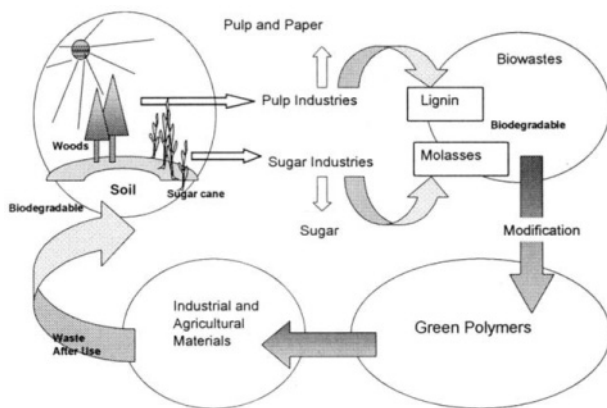 Pulp and Paper
Biowastes
Pulp Industries
Lignin
Woods
Biodegradable
Sugar Industries
Molasses
Soil
Sugar cane
Biodegradable
Sugar
Modification
Industrial and
Agricultural
Materials
Green Polymers
Waste
After Use